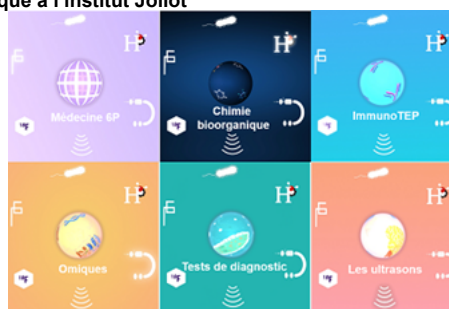 que à l'Institut Joliot
Médecine 6P
Chimie
bioorganique
ImmunoTEP
Omiques
Tests de diagnostic
Les ultrasons